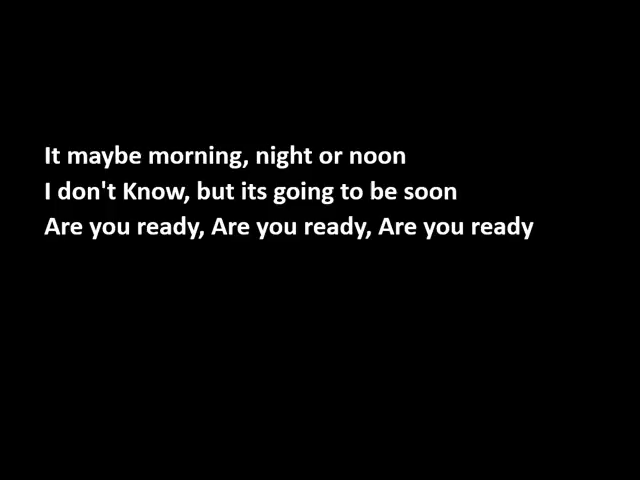 It maybe morning, night or noon
I don't Know, but its going to be soon
Are you ready, Are you ready, Are you ready